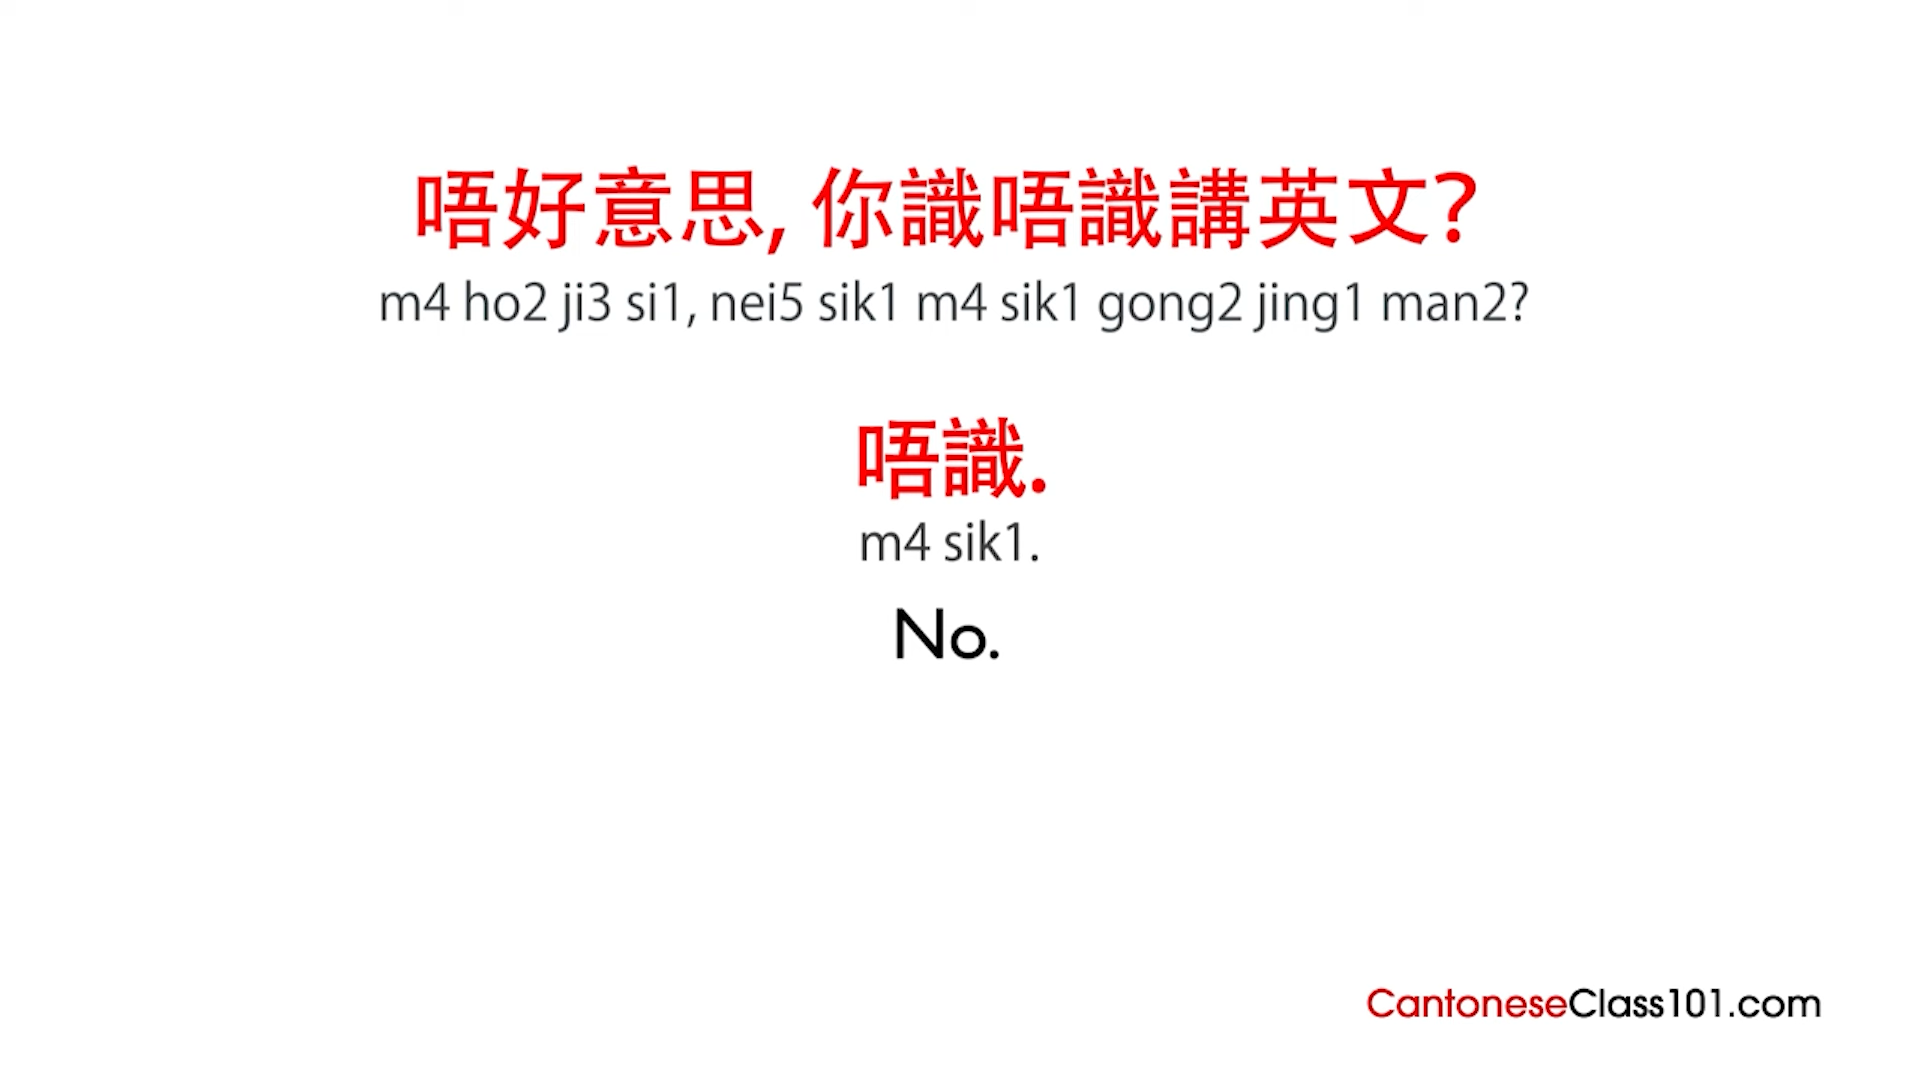 唔好意思, 你識唔識講英文?
m4 ho2 ji3 si1, nei5 sik1 m4 sik1 gong2 jing1 man2?
唔識.
m4 sik1.
No.
CantoneseClass101.com